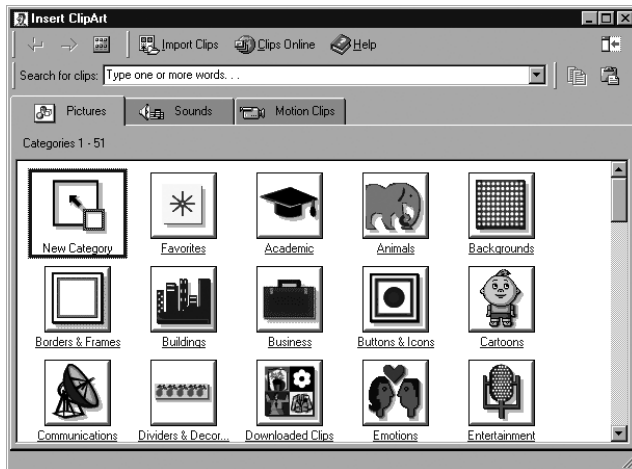 Insert ClipArt
Import Clips Clips Online Help
Search for clips: Type one or more words. . .
Pictures Sounds Motion Clips
Categories 1 - 51
New Category Favorites Academic Animals Backgrounds
Borders & Frames Buildings Business Buttons & Icons Cartoons
Communications Dividers & Decor... Downloaded Clips Emotions Entertainment